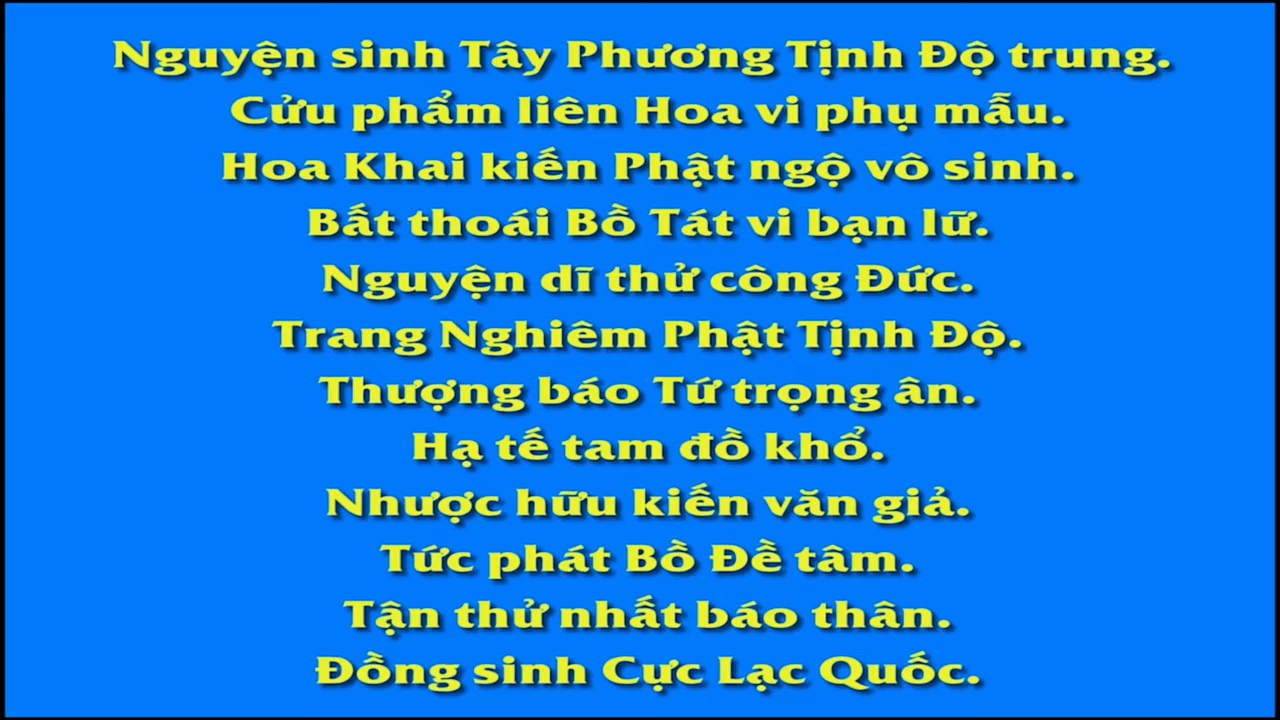 Nguyện sinh Tây Phương Tịnh Độ trung.
Cửu phẩm liên Hoa vi phụ mẫu.
Hoa Khai kiến Phật ngộ vô sinh.
Bất thoái Bồ Tát vi bạn lữ.
Nguyện dĩ thử công Đức.
Trang Nghiêm Phật Tịnh Độ.
Thượng báo Tứ trọng ân.
Hạ tế tam đồ khổ.
Nhược hữu kiến văn giả.
Tức phát Bồ Đề tâm.
Tận thử nhất báo thân.
Đồng sinh Cực Lạc Quốc.